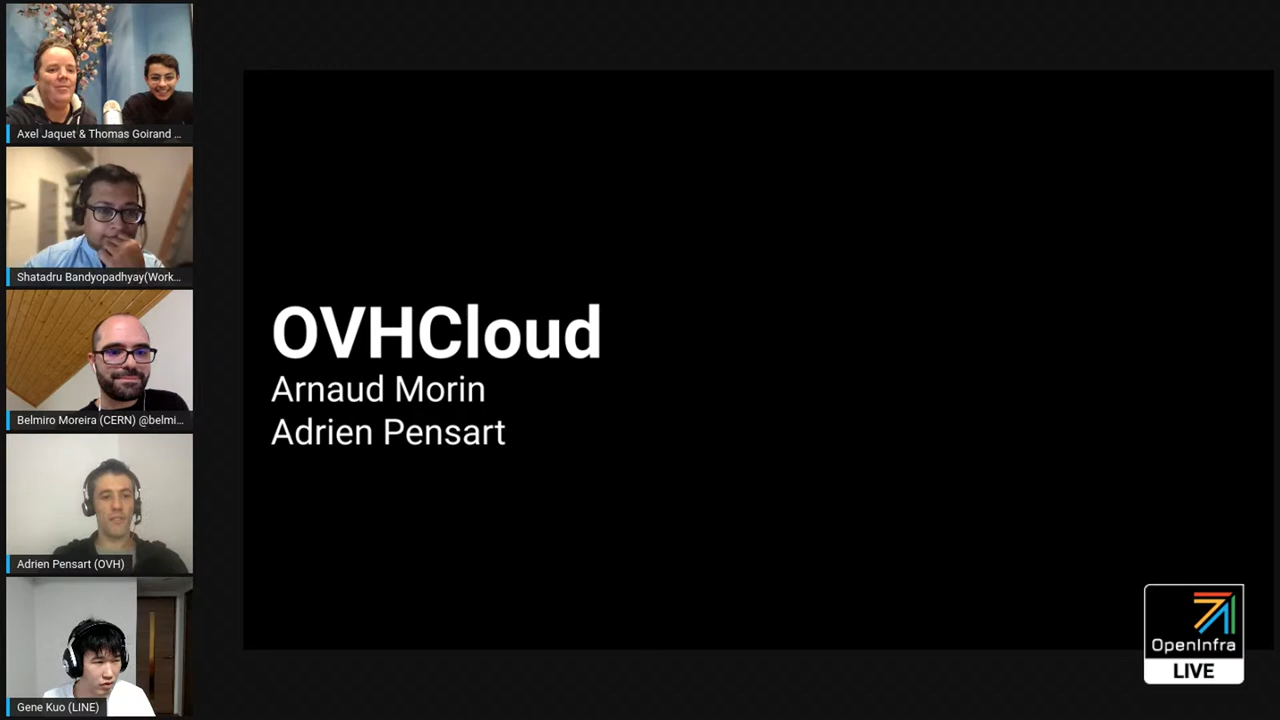 Axel Jaquet & Thomas Goirand ...
Shatadru Bandyopadhyay(Work...
Belmiro Moreira (CERN) @belmi...
Adrien Pensart (OVH)
Gene Kuo (LINE)
OVHCloud
Arnaud Morin
Adrien Pensart
OpenInfra
LIVE